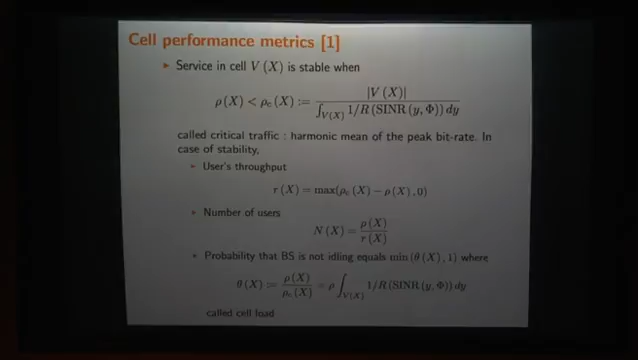 Cell performance metrics [1]
Service in cell V (X) is stable when
ρ(X) < ρc(X) := |V(X)| / ∫V(X) 1/R (SINR (y, Φ)) dy
called critical traffic : harmonic mean of the peak bit-rate. In
case of stability,
User's throughput
r (X) = max(ρc (X) − ρ(X) , 0)
Number of users
N (X) = ρ(X) / r(X)
Probability that BS is not idling equals min(θ(X), 1) where
θ(X) := ρ(X) / ρc(X) = ρ ∫V(X) 1/R (SINR (y, Φ)) dy
called cell load